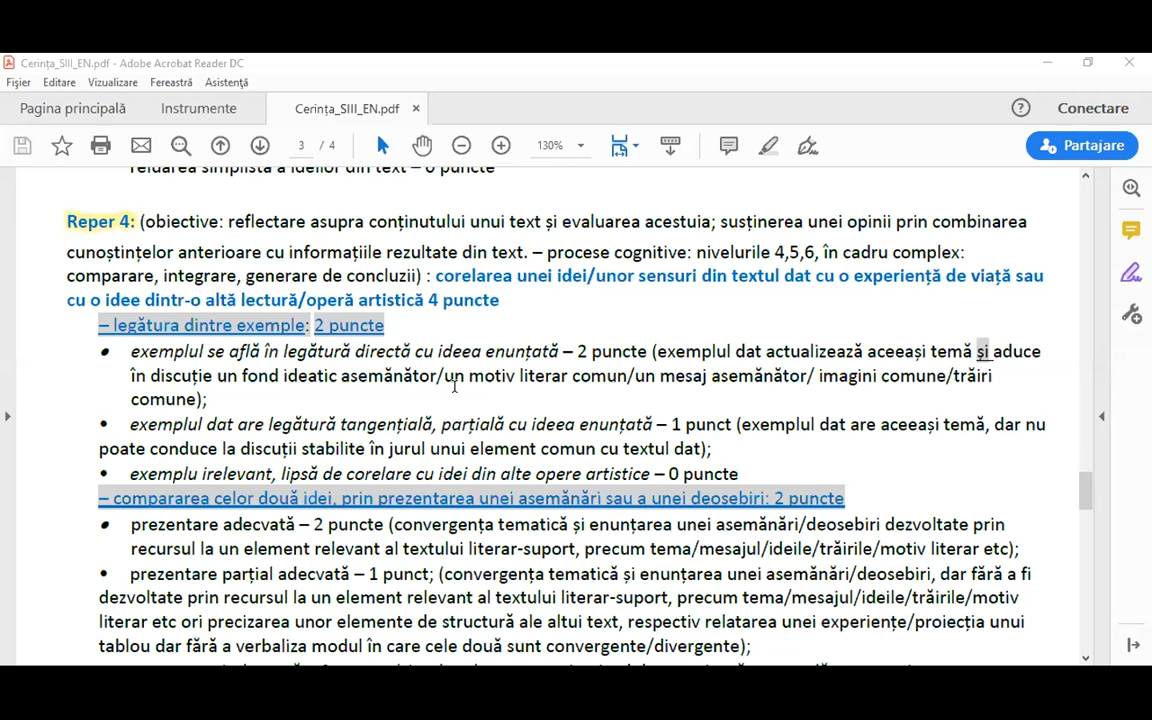 Cerința_SIII_EN.pdf - Adobe Acrobat Reader DC
Fișier Editare Vizualizare Fereastră Asistență
Pagina principală Instrumente Cerința_SIII_EN.pdf × Conectare
3 / 4 130% Partajare
reluarea simplistă a ideilor din text – 0 puncte
Reper 4: (obiective: reflectare asupra conținutului unui text și evaluarea acestuia; susținerea unei opinii prin combinarea
cunoștințelor anterioare cu informațiile rezultate din text. – procese cognitive: nivelurile 4,5,6, în cadru complex:
comparare, integrare, generare de concluzii) : corelarea unei idei/unor sensuri din textul dat cu o experiență de viață sau
cu o idee dintr-o altă lectură/operă artistică 4 puncte
– legătura dintre exemple: 2 puncte
• exemplul se află în legătură directă cu ideea enunțată – 2 puncte (exemplul dat actualizează aceeași temă și aduce
în discuție un fond ideatic asemănător/un motiv literar comun/un mesaj asemănător/ imagini comune/trăiri
comune);
• exemplul dat are legătură tangențială, parțială cu ideea enunțată – 1 punct (exemplul dat are aceeași temă, dar nu
poate conduce la discuții stabilite în jurul unui element comun cu textul dat);
• exemplu irelevant, lipsă de corelare cu idei din alte opere artistice – 0 puncte
– compararea celor două idei, prin prezentarea unei asemănări sau a unei deosebiri: 2 puncte
• prezentare adecvată – 2 puncte (convergența tematică și enunțarea unei asemănări/deosebiri dezvoltate prin
recursul la un element relevant al textului literar-suport, precum tema/mesajul/ideile/trăirile/motiv literar etc);
• prezentare parțial adecvată – 1 punct; (convergența tematică și enunțarea unei asemănări/deosebiri, dar fără a fi
dezvoltate prin recursul la un element relevant al textului literar-suport, precum tema/mesajul/ideile/trăirile/motiv
literar etc ori precizarea unor elemente de structură ale altui text, respectiv relatarea unei experiențe/proiecția unui
tablou dar fără a verbaliza modul în care cele două sunt convergente/divergente);